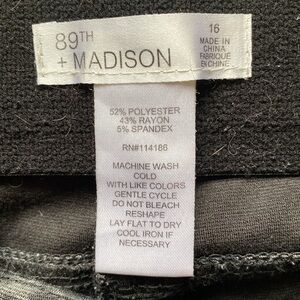 89TH
+ MADISON
16
MADE IN
CHINA
FABRIQUE
EN CHINE
52% POLYESTER
43% RAYON
5% SPANDEX
RN#114186
MACHINE WASH
COLD
WITH LIKE COLORS
GENTLE CYCLE
DO NOT BLEACH
RESHAPE
LAY FLAT TO DRY
COOL IRON IF
NECESSARY